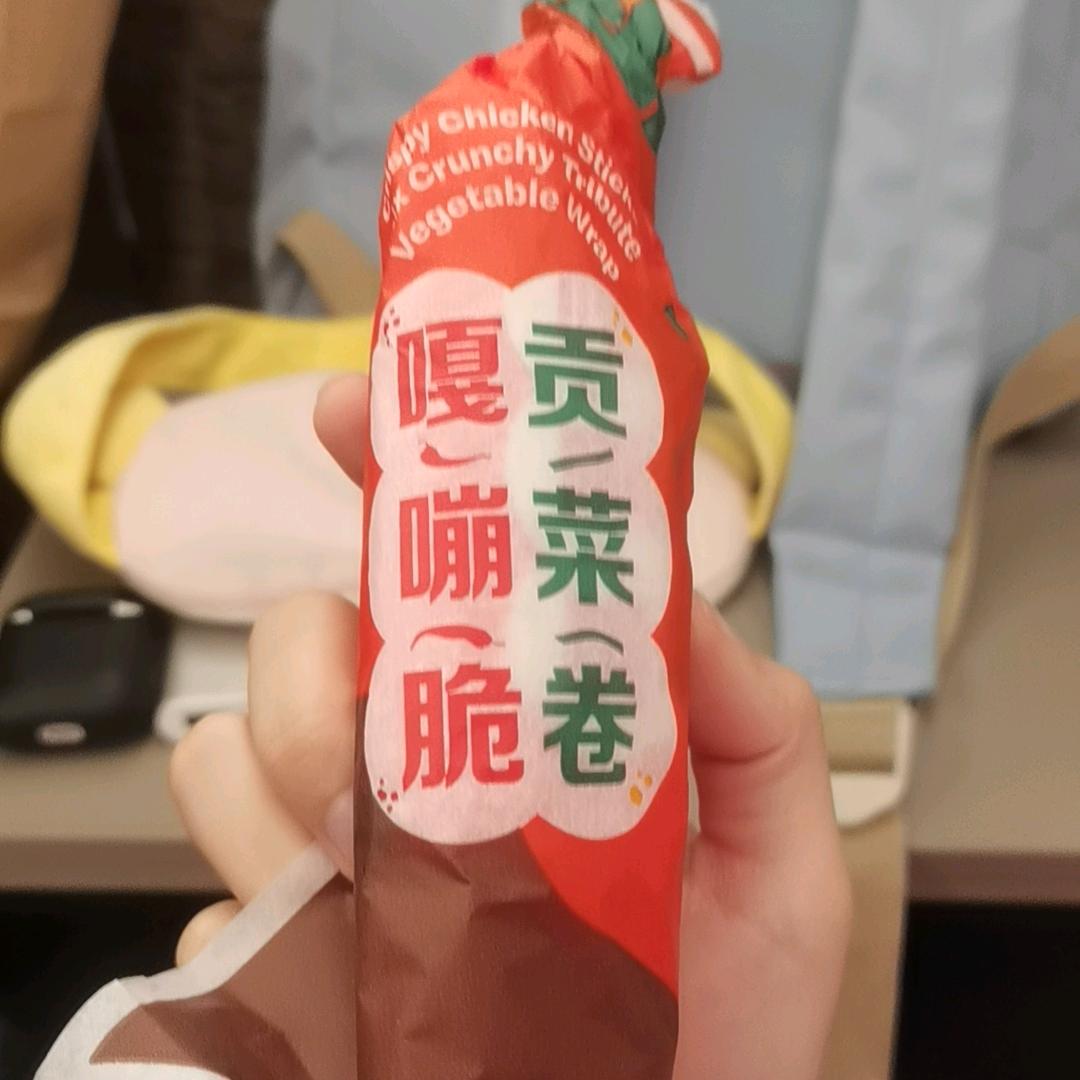 Chicken
Crunchy Tribute
Vegetable Wrap
嘎嘣脆
贡菜卷